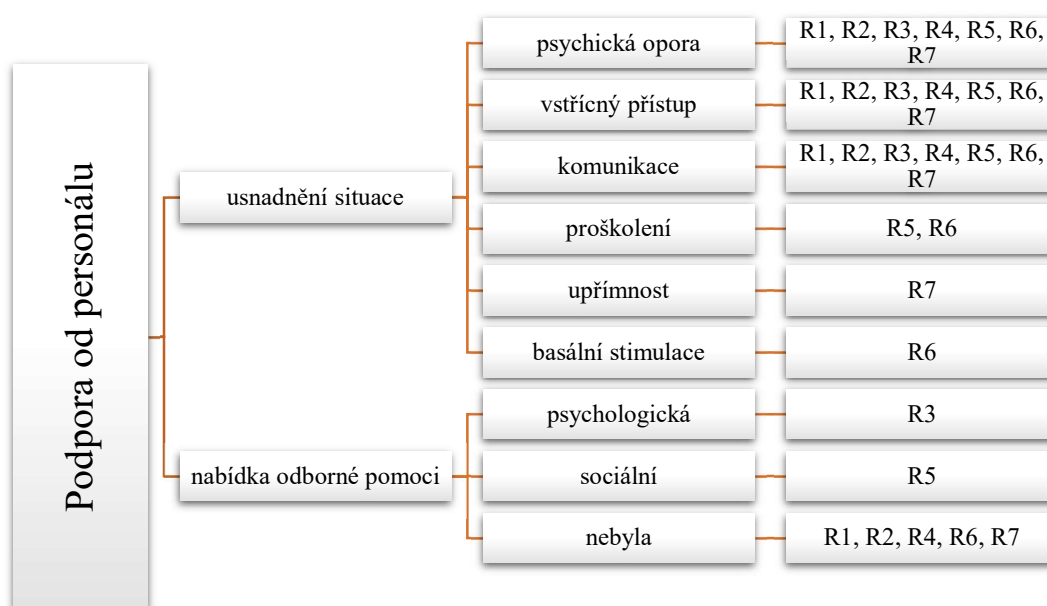 Podpora od personálu
usnadnění situace
psychická opora
R1, R2, R3, R4, R5, R6,
R7
vstřícný přístup
R1, R2, R3, R4, R5, R6,
R7
komunikace
R1, R2, R3, R4, R5, R6,
R7
proškolení
R5, R6
upřímnost
R7
basální stimulace
R6
nabídka odborné pomoci
psychologická
R3
sociální
R5
nebyla
R1, R2, R4, R6, R7